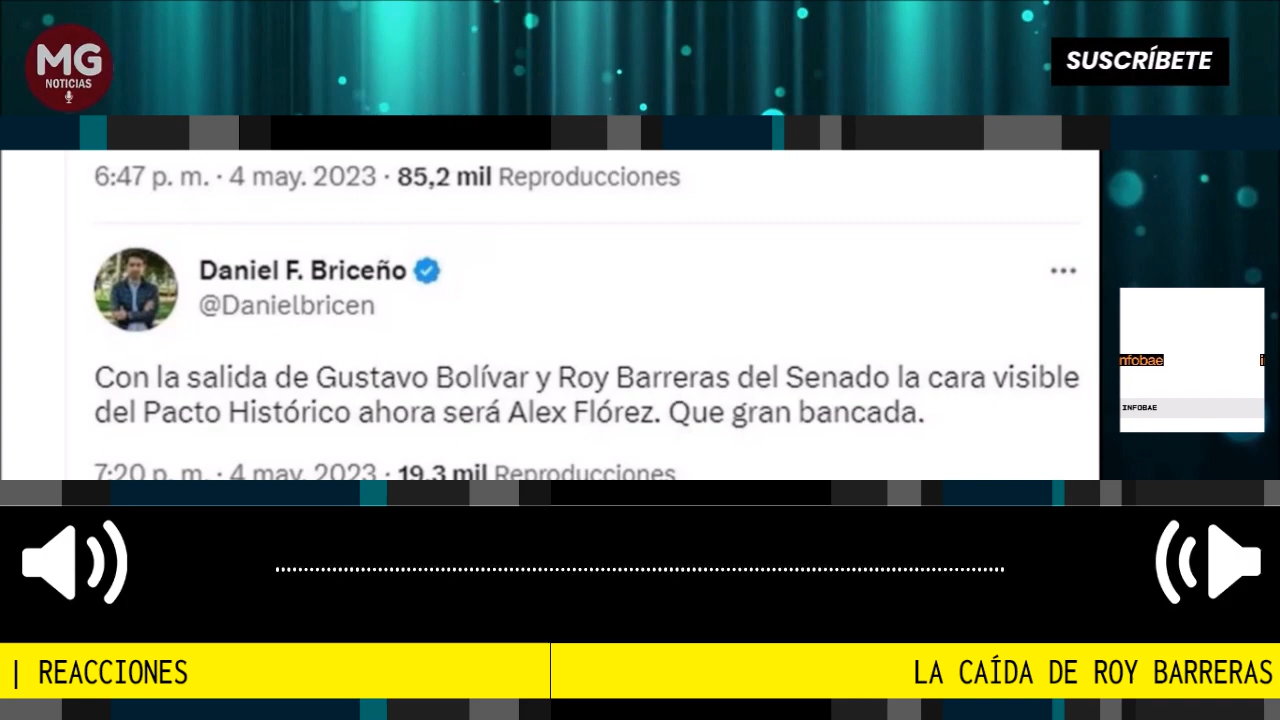 MG
NOTICIAS
SUSCRÍBETE
6:47 p. m. · 4 may. 2023 · 85,2 mil Reproducciones
Daniel F. Briceño
@Danielbricen
Con la salida de Gustavo Bolívar y Roy Barreras del Senado la cara visible
del Pacto Histórico ahora será Alex Flórez. Que gran bancada.
7:20 p. m. · 4 may. 2023 · 19,3 mil Reproducciones
nfobae
i
INFOBAE
| REACCIONES
LA CAÍDA DE ROY BARRERAS